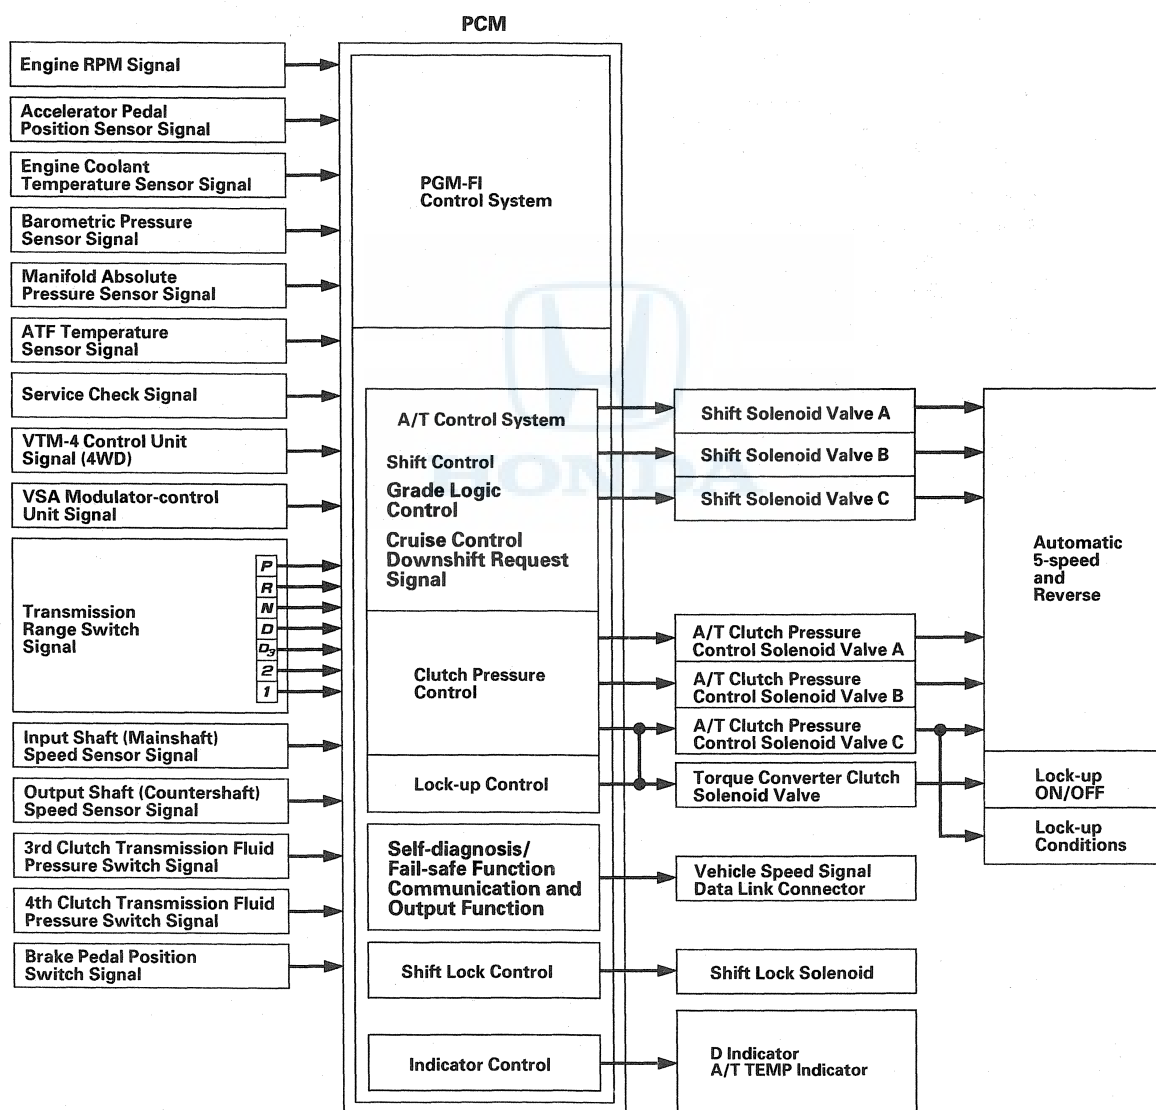 PCM
Engine RPM Signal
Accelerator Pedal
Position Sensor Signal
Engine Coolant
Temperature Sensor Signal
Barometric Pressure
Sensor Signal
Manifold Absolute
Pressure Sensor Signal
ATF Temperature
Sensor Signal
Service Check Signal
VTM-4 Control Unit
Signal (4WD)
VSA Modulator-control
Unit Signal
Transmission
Range Switch
Signal
P
R
N
D
D3
2
1
Input Shaft (Mainshaft)
Speed Sensor Signal
Output Shaft (Countershaft)
Speed Sensor Signal
3rd Clutch Transmission Fluid
Pressure Switch Signal
4th Clutch Transmission Fluid
Pressure Switch Signal
Brake Pedal Position
Switch Signal
PGM-FI
Control System
A/T Control System
Shift Control
Grade Logic
Control
Cruise Control
Downshift Request
Signal
Clutch Pressure
Control
Lock-up Control
Self-diagnosis/
Fail-safe Function
Communication and
Output Function
Shift Lock Control
Indicator Control
HONDA
Shift Solenoid Valve A
Shift Solenoid Valve B
Shift Solenoid Valve C
A/T Clutch Pressure
Control Solenoid Valve A
A/T Clutch Pressure
Control Solenoid Valve B
A/T Clutch Pressure
Control Solenoid Valve C
Torque Converter Clutch
Solenoid Valve
Vehicle Speed Signal
Data Link Connector
Shift Lock Solenoid
D Indicator
A/T TEMP Indicator
Automatic
5-speed
and
Reverse
Lock-up
ON/OFF
Lock-up
Conditions